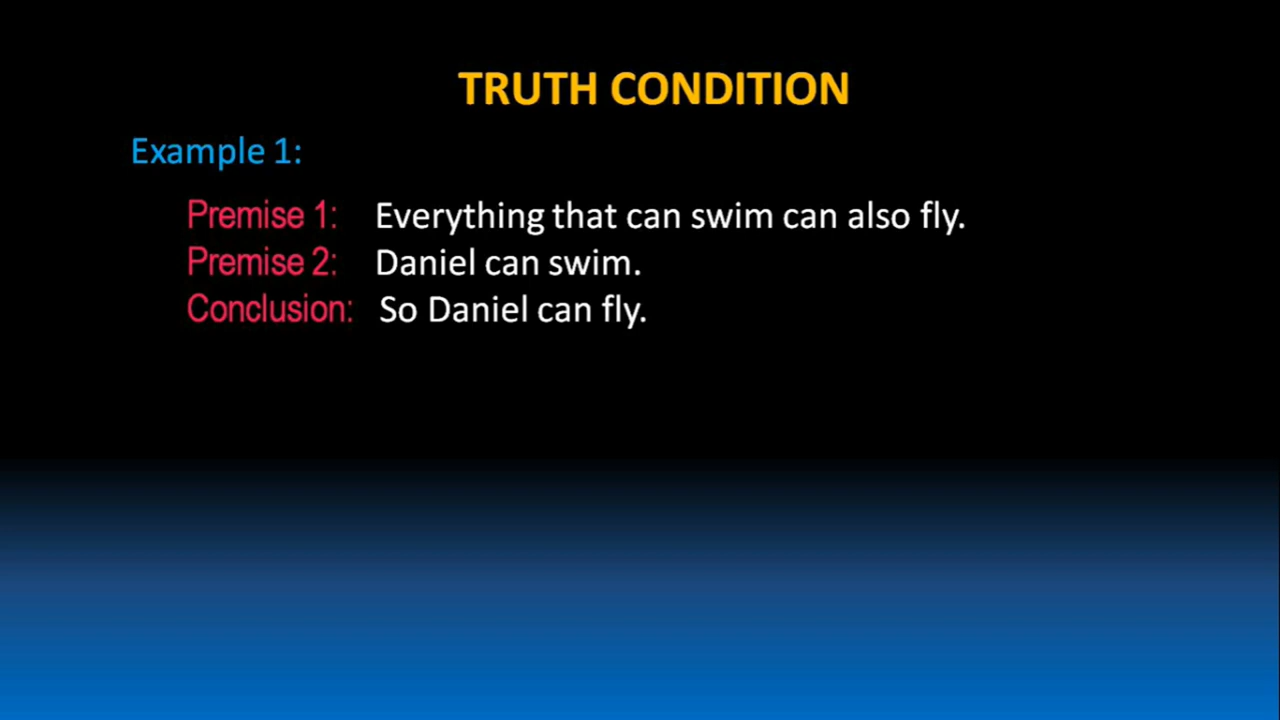 TRUTH CONDITION
Example 1:
Premise 1: Everything that can swim can also fly.
Premise 2: Daniel can swim.
Conclusion: So Daniel can fly.